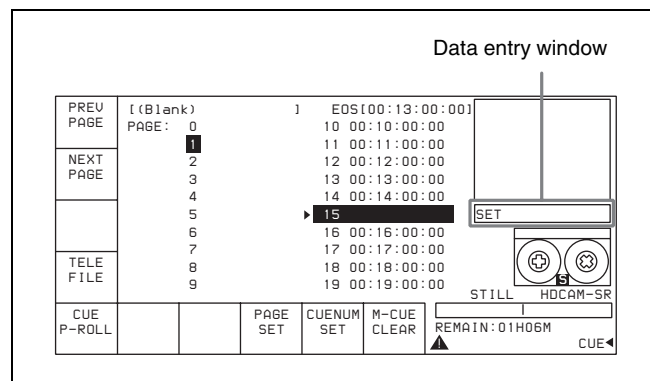 Data entry window
PREV PAGE
[(Blank) ] EOS[00:13:00:00]
PAGE: 0 10 00:10:00:00
1 11 00:11:00:00
NEXT PAGE
2 12 00:12:00:00
3 13 00:13:00:00
4 14 00:14:00:00
5 ▶ 15
SET
6 16 00:16:00:00
7 17 00:17:00:00
TELE FILE
8 18 00:18:00:00
9 19 00:19:00:00
S
STILL HDCAM-SR
CUE P-ROLL
PAGE SET
CUENUM SET
M-CUE CLEAR
REMAIN:01H06M
CUE◀